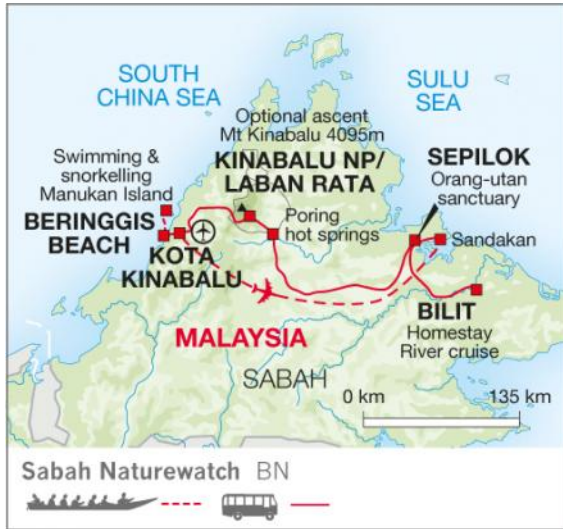 SOUTH
CHINA SEA
SULU
SEA
Optional ascent
Mt Kinabalu 4095m
KINABALU NP/
LABAN RATA
Swimming &
snorkelling
Manukan Island
SEPILOK
Orang-utan
sanctuary
BERINGGIS
BEACH
Poring
hot springs
Sandakan
KOTA
KINABALU
MALAYSIA
BILIT
Homestay
River cruise
SABAH
0 km 135 km
Sabah Naturewatch BN